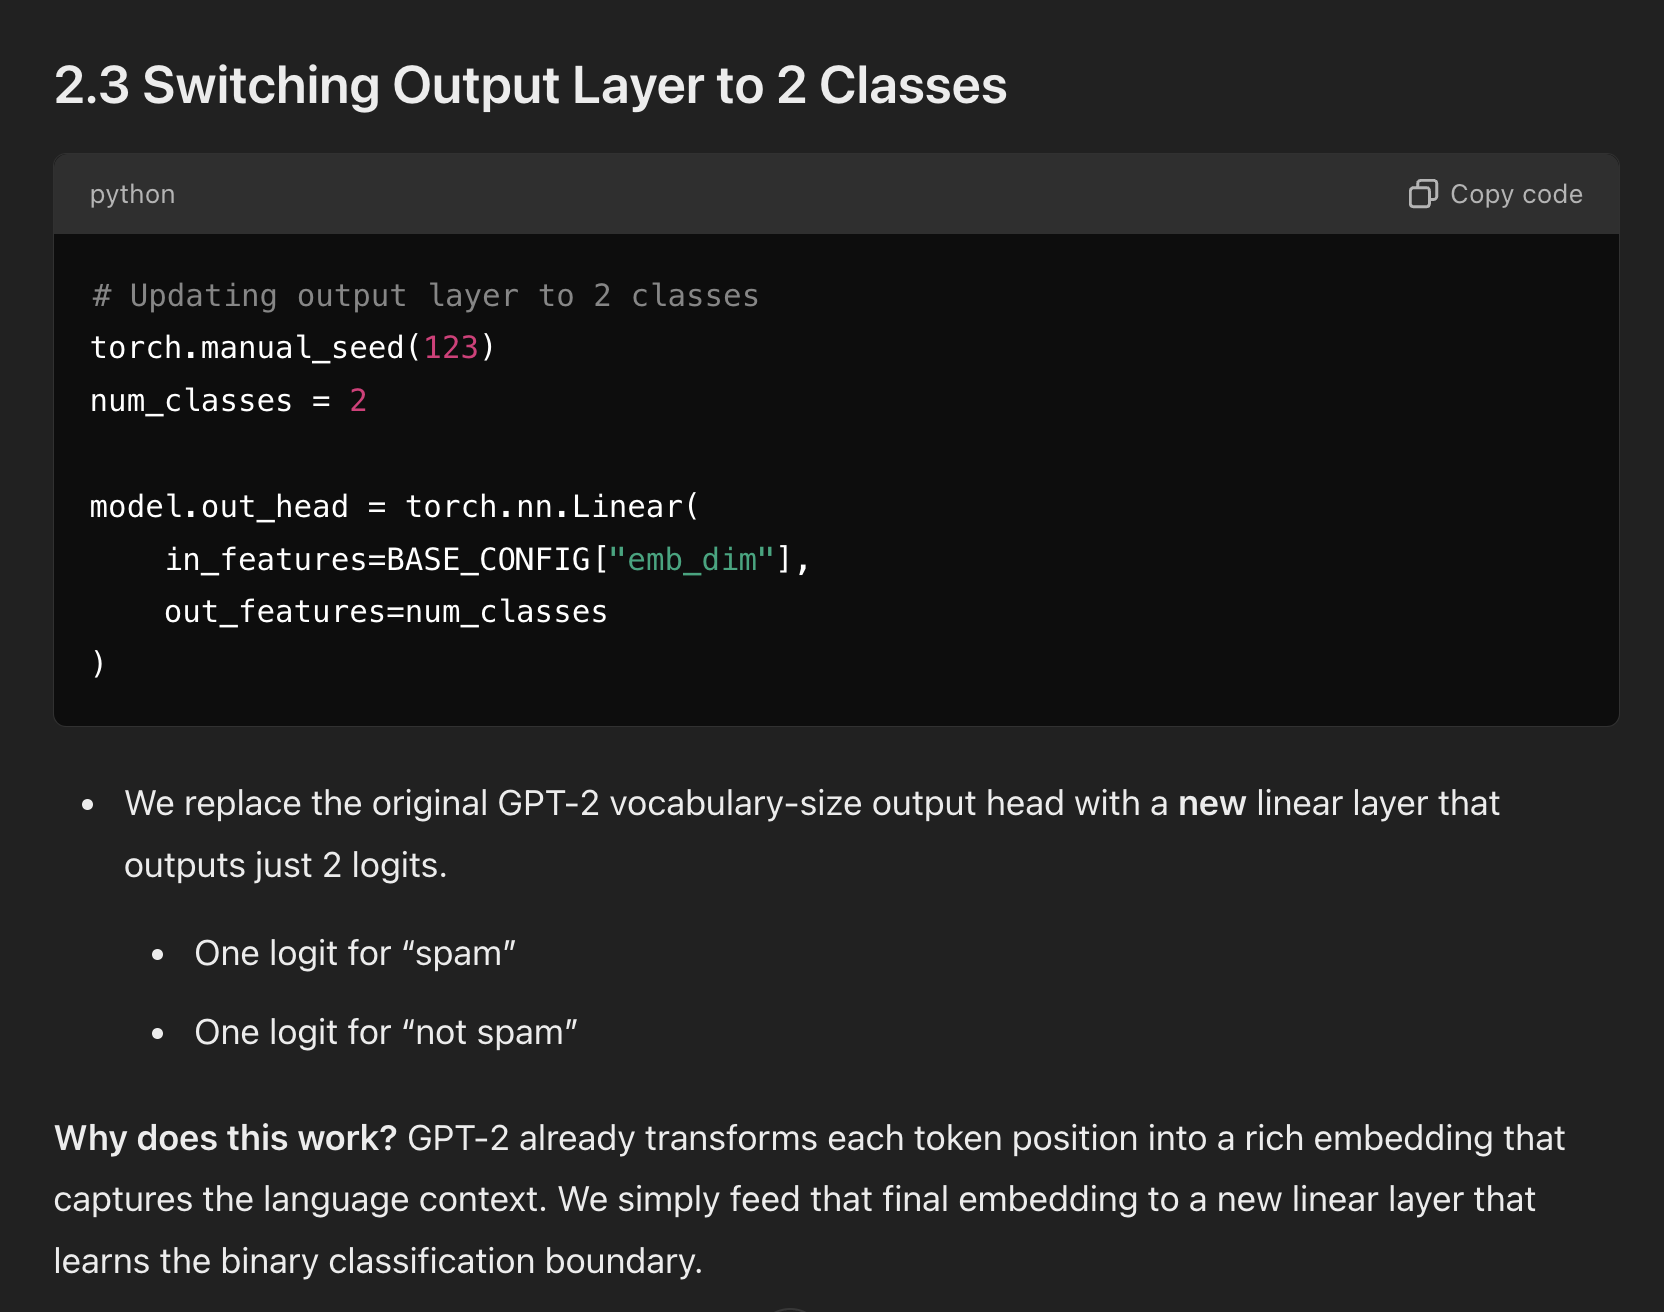 2.3 Switching Output Layer to 2 Classes
python
Copy code
# Updating output layer to 2 classes
torch.manual_seed(123)
num_classes = 2
model.out_head = torch.nn.Linear(
    in_features=BASE_CONFIG["emb_dim"],
    out_features=num_classes
)
• We replace the original GPT-2 vocabulary-size output head with a new linear layer that
outputs just 2 logits.
• One logit for “spam”
• One logit for “not spam”
Why does this work? GPT-2 already transforms each token position into a rich embedding that
captures the language context. We simply feed that final embedding to a new linear layer that
learns the binary classification boundary.